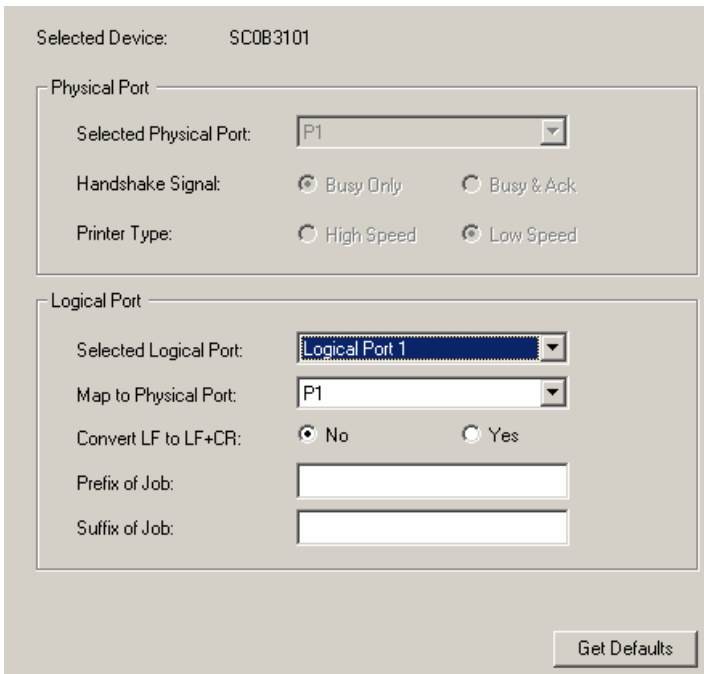 Selected Device: SC0B3101
Physical Port
Selected Physical Port: P1
Handshake Signal: Busy Only Busy & Ack
Printer Type: High Speed Low Speed
Logical Port
Selected Logical Port: Logical Port 1
Map to Physical Port: P1
Convert LF to LF+CR: No Yes
Prefix of Job:
Suffix of Job:
Get Defaults